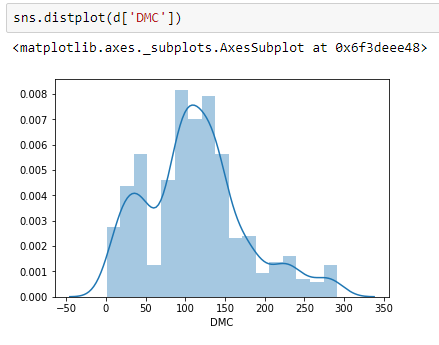 sns.distplot(d['DMC'])
<matplotlib.axes._subplots.AxesSubplot at 0x6f3deee48>
0.008
0.007
0.006
0.005
0.004
0.003
0.002
0.001
0.000
−50 0 50 100 150 200 250 300 350
DMC